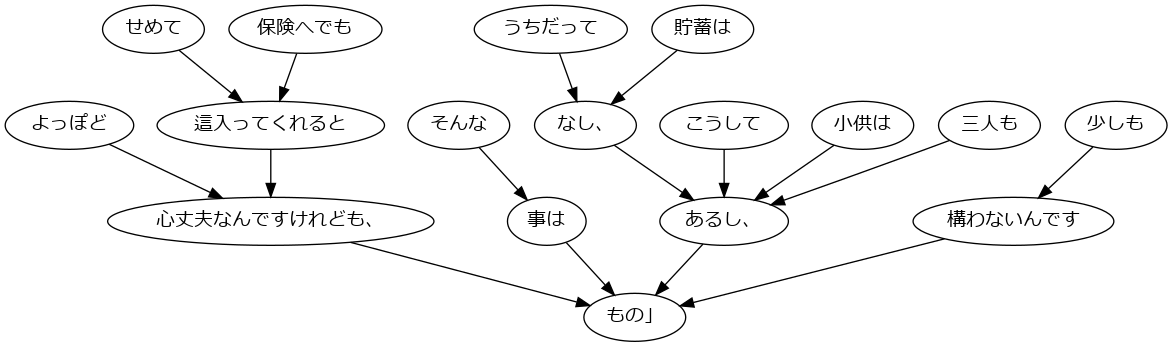 せめて 保険へでも うちだって 貯蓄は
よっぽど 這入ってくれると そんな なし、 こうして 小供は 三人も 少しも
心丈夫なんですけれども、 事は あるし、 構わないんです
もの」